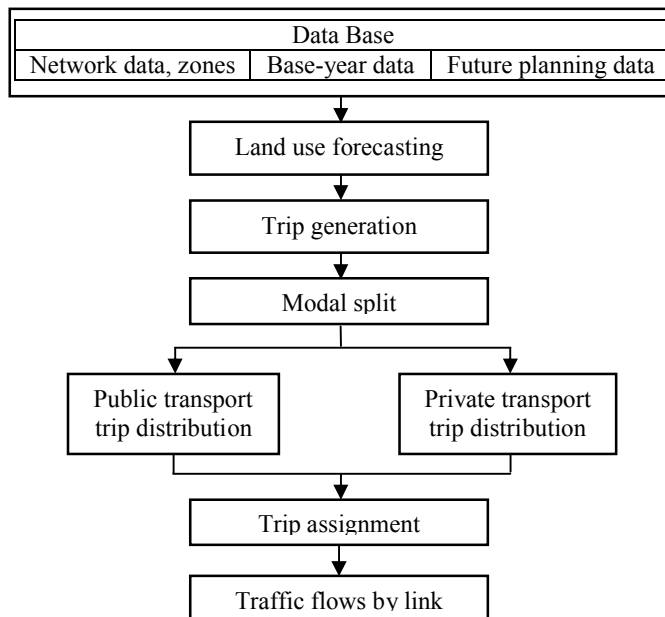 Data Base
Network data, zones Base-year data Future planning data
Land use forecasting
Trip generation
Modal split
Public transport
trip distribution
Private transport
trip distribution
Trip assignment
Traffic flows by link